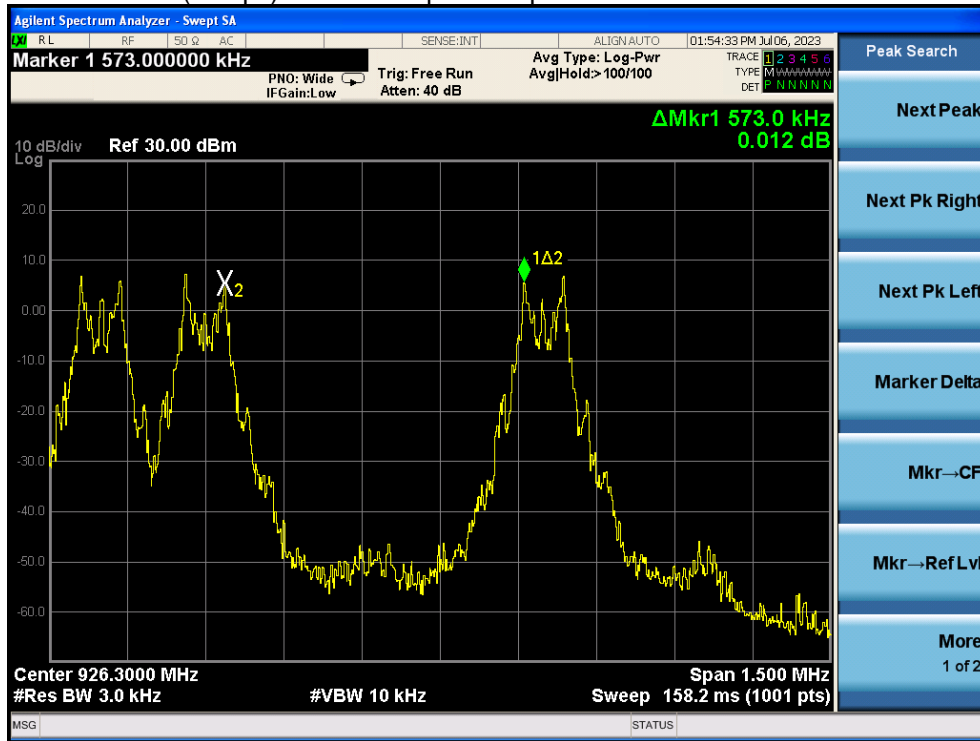 Agilent Spectrum Analyzer - Swept SA
LXI RL RF 50 Ω AC SENSE:INT ALIGN AUTO 01:54:33 PM Jul 06, 2023
Marker 1 573.000000 kHz
PNO: Wide Trig: Free Run Avg Type: Log-Pwr TRACE 1 2 3 4 5 6
IFGain:Low Atten: 40 dB Avg|Hold:>100/100 TYPE M WWWWW
DET P N N N N N
ΔMkr1 573.0 kHz
0.012 dB
10 dB/div Ref 30.00 dBm
Log
20.0
10.0
0.00
-10.0
-20.0
-30.0
-40.0
-50.0
-60.0
X2
1Δ2
Center 926.3000 MHz Span 1.500 MHz
#Res BW 3.0 kHz #VBW 10 kHz Sweep 158.2 ms (1001 pts)
MSG STATUS
Peak Search
Next Peak
Next Pk Right
Next Pk Left
Marker Delta
Mkr→CF
Mkr→Ref Lvl
More
1 of 2